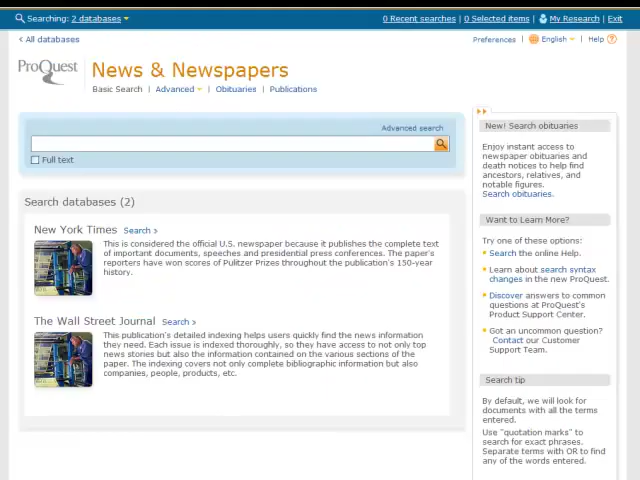 Searching: 2 databases
0 Recent searches | 0 Selected items | My Research | Exit
< All databases
Preferences | English | Help
ProQuest
News & Newspapers
Basic Search | Advanced | Obituaries | Publications
Advanced search
Full text
Search databases (2)
New York Times Search >
This is considered the official U.S. newspaper because it publishes the complete text
of important documents, speeches and presidential press conferences. The paper's
reporters have won scores of Pulitzer Prizes throughout the publication's 150-year
history.
The Wall Street Journal Search >
This publication's detailed indexing helps users quickly find the news information
they need. Each issue is indexed thoroughly, so they have access to not only top
news stories but also the information contained on the various sections of the
paper. The indexing covers not only complete bibliographic information but also
companies, people, products, etc.
New! Search obituaries
Enjoy instant access to
newspaper obituaries and
death notices to help find
ancestors, relatives, and
notable figures.
Search obituaries.
Want to Learn More?
Try one of these options:
Search the online Help.
Learn about search syntax
changes in the new ProQuest.
Discover answers to common
questions at ProQuest's
Product Support Center.
Got an uncommon question?
Contact our Customer
Support Team.
Search tip
By default, we will look for
documents with all the terms
entered.
Use "quotation marks" to
search for exact phrases.
Separate terms with OR to find
any of the words entered.